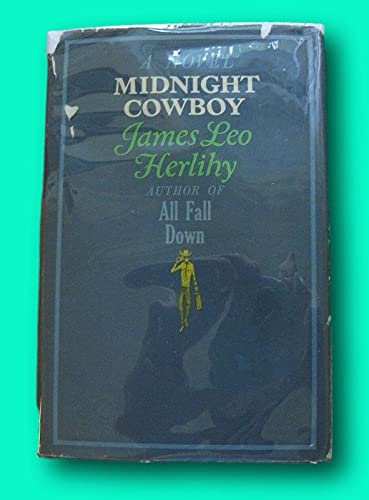 A NOVEL
MIDNIGHT
COWBOY
James Leo
Herlihy
AUTHOR OF
All Fall
Down